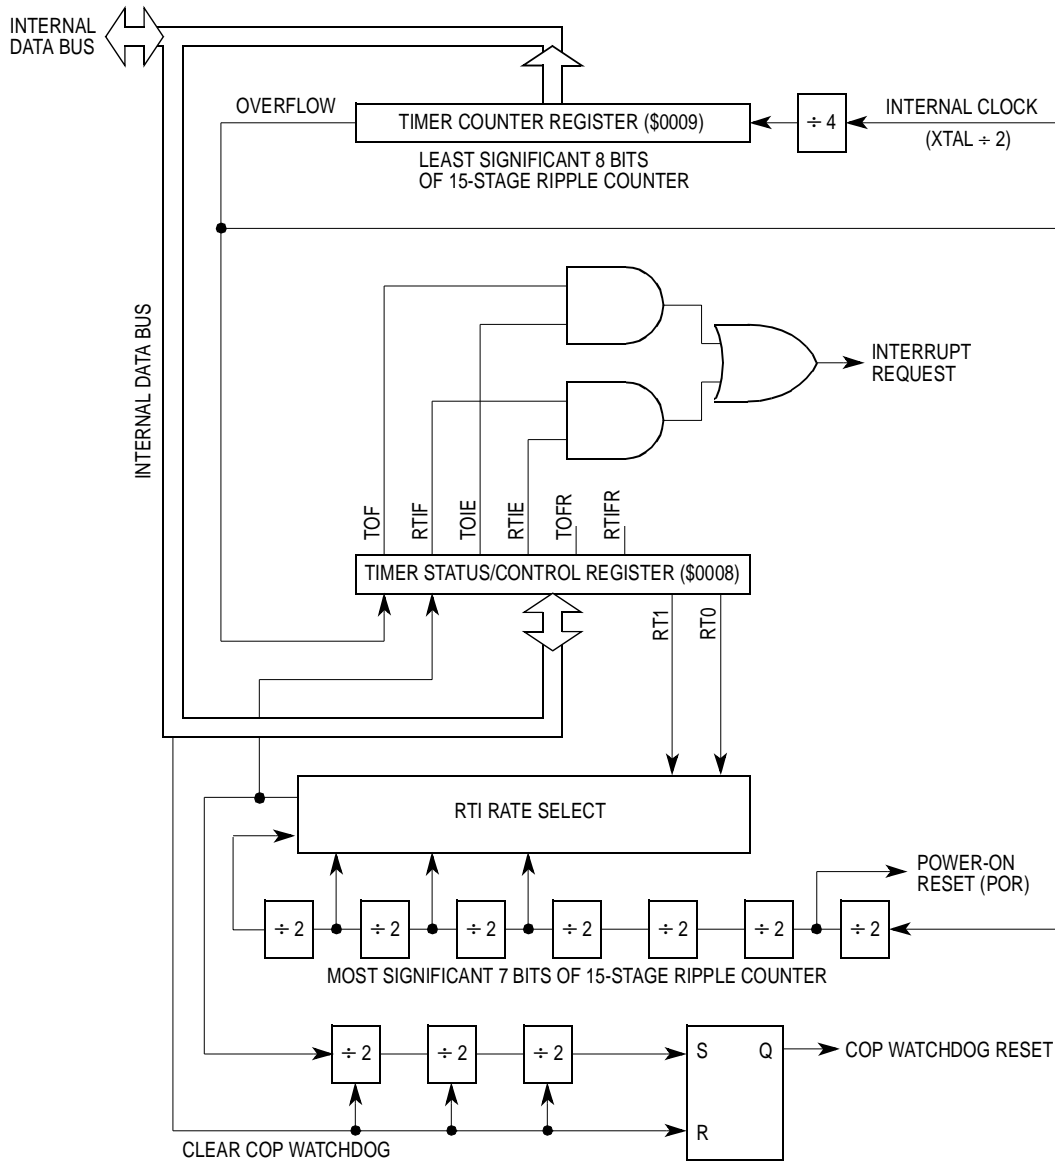 INTERNAL
DATA BUS
OVERFLOW
TIMER COUNTER REGISTER ($0009)
÷ 4
INTERNAL CLOCK
(XTAL ÷ 2)
LEAST SIGNIFICANT 8 BITS
OF 15-STAGE RIPPLE COUNTER
INTERNAL DATA BUS
INTERRUPT
REQUEST
TOF
RTIF
TOIE
RTIE
TOFR
RTIFR
TIMER STATUS/CONTROL REGISTER ($0008)
RT1
RT0
RTI RATE SELECT
POWER-ON
RESET (POR)
÷ 2
÷ 2
÷ 2
÷ 2
÷ 2
÷ 2
÷ 2
MOST SIGNIFICANT 7 BITS OF 15-STAGE RIPPLE COUNTER
÷ 2
÷ 2
÷ 2
S
Q
COP WATCHDOG RESET
R
CLEAR COP WATCHDOG